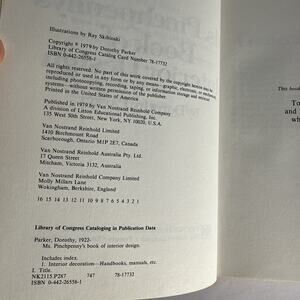 Illustrations by Ray Skibinski
Copyright © 1979 by Dorothy Parker
Library of Congress Catalog Card Number 78-17732
ISBN 0-442-26558-1
All rights reserved. No part of this work covered by the copyright hereon may be
reproduced or used in any form or by any means—graphic, electronic, or mechanical,
including photocopying, recording, taping, or information storage and retrieval
systems—without written permission of the publisher.
Printed in the United States of America
Published in 1979 by Van Nostrand Reinhold Company
A division of Litton Educational Publishing, Inc.
135 West 50th Street, New York, NY 10020, U.S.A.
Van Nostrand Reinhold Limited
1410 Birchmount Road
Scarborough, Ontario M1P 2E7, Canada
Van Nostrand Reinhold Australia Pty. Ltd.
17 Queen Street
Mitcham, Victoria 3132, Australia
Van Nostrand Reinhold Company Limited
Molly Millars Lane
Wokingham, Berkshire, England
16 15 14 13 12 11 10 9 8 7 6 5 4 3 2 1
Library of Congress Cataloging in Publication Data
Parker, Dorothy, 1922-
Ms. Pinchpenny's book of interior design.
Includes index.
1. Interior decoration—Handbooks, manuals, etc.
I. Title.
NK2115.P287 747 78-17732
ISBN 0-442-26558-1
This book
To
and
wh